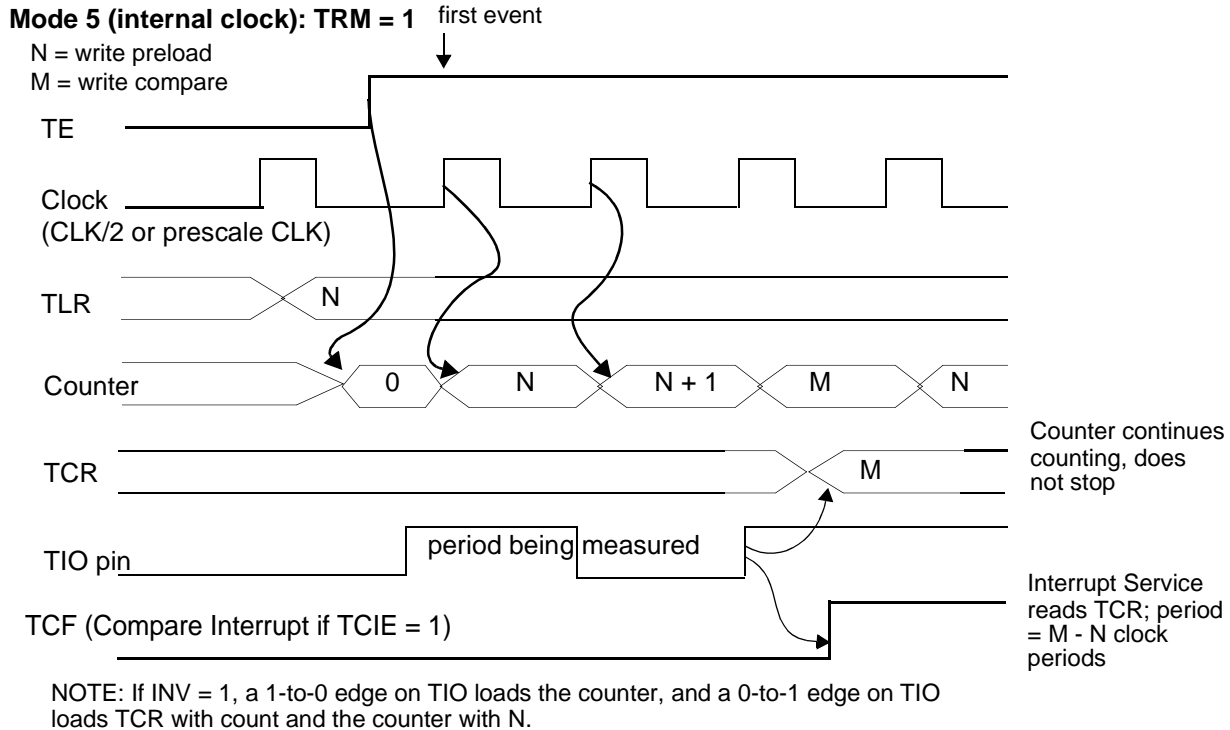 Mode 5 (internal clock): TRM = 1
first event
N = write preload
M = write compare
TE
Clock
(CLK/2 or prescale CLK)
TLR
N
Counter
0
N
N + 1
M
N
TCR
M
Counter continues
counting, does
not stop
TIO pin
period being measured
TCF (Compare Interrupt if TCIE = 1)
Interrupt Service
reads TCR; period
= M - N clock
periods
NOTE: If INV = 1, a 1-to-0 edge on TIO loads the counter, and a 0-to-1 edge on TIO
loads TCR with count and the counter with N.